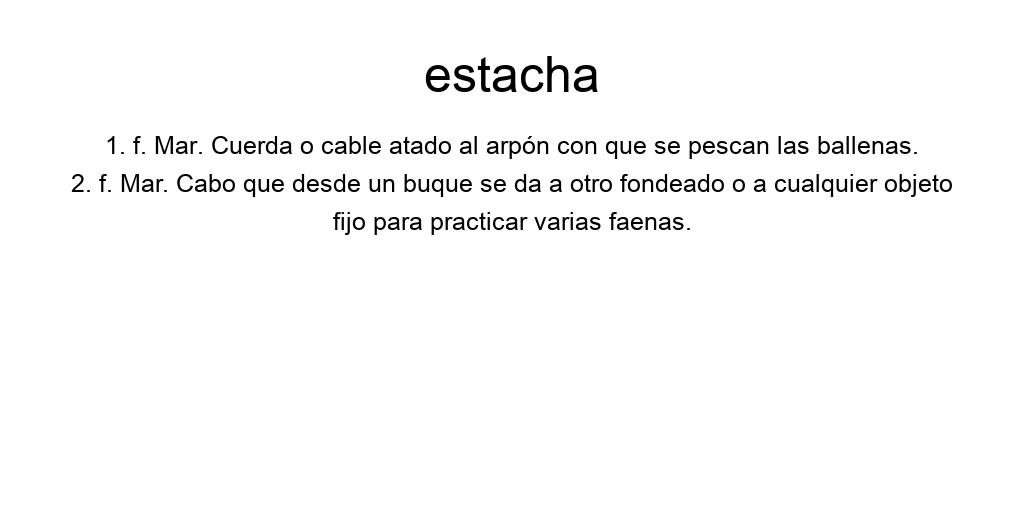 estacha
1. f. Mar. Cuerda o cable atado al arpón con que se pescan las ballenas.
2. f. Mar. Cabo que desde un buque se da a otro fondeado o a cualquier objeto
fijo para practicar varias faenas.